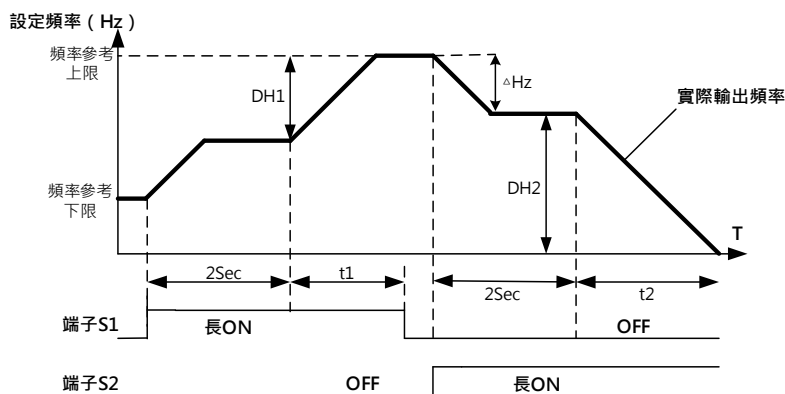 設定頻率（Hz）
頻率參考
上限
DH1
△Hz
實際輸出頻率
頻率參考
下限
DH2
T
2Sec
t1
2Sec
t2
端子S1
長ON
OFF
端子S2
OFF
長ON